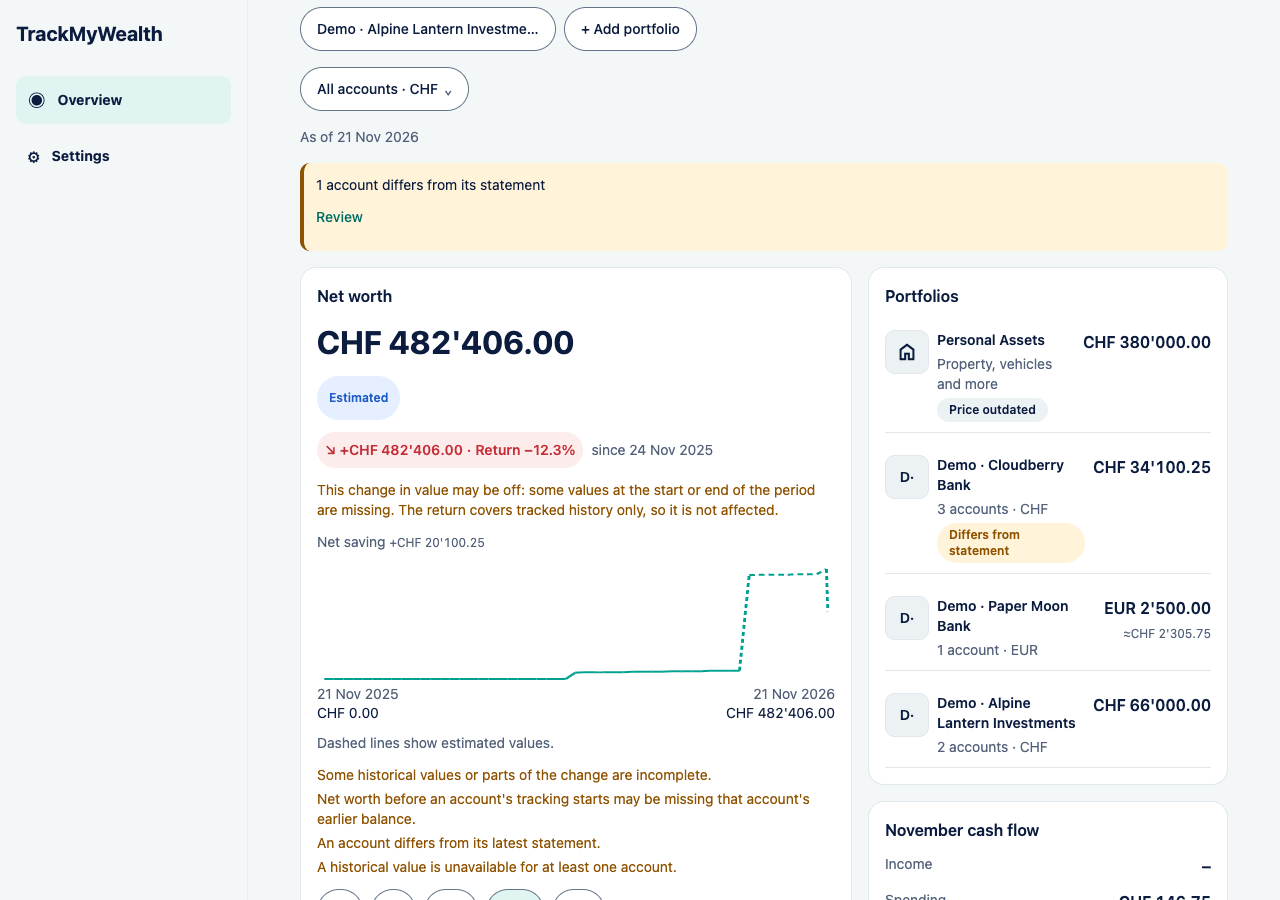 TrackMyWealth
Overview
Settings
Demo · Alpine Lantern Investme...
+ Add portfolio
All accounts · CHF
As of 21 Nov 2026
1 account differs from its statement
Review
Net worth
CHF 482'406.00
Estimated
↘ +CHF 482'406.00 · Return −12.3% since 24 Nov 2025
This change in value may be off: some values at the start or end of the period
are missing. The return covers tracked history only, so it is not affected.
Net saving +CHF 20'100.25
21 Nov 2025
21 Nov 2026
CHF 0.00
CHF 482'406.00
Dashed lines show estimated values.
Some historical values or parts of the change are incomplete.
Net worth before an account's tracking starts may be missing that account's
earlier balance.
An account differs from its latest statement.
A historical value is unavailable for at least one account.
Portfolios
Personal Assets
CHF 380'000.00
Property, vehicles
and more
Price outdated
D·
Demo · Cloudberry
Bank
CHF 34'100.25
3 accounts · CHF
Differs from
statement
D·
Demo · Paper Moon
Bank
EUR 2'500.00
≈CHF 2'305.75
1 account · EUR
D·
Demo · Alpine
Lantern Investments
CHF 66'000.00
2 accounts · CHF
November cash flow
Income
–
Spending
CHF 146.75